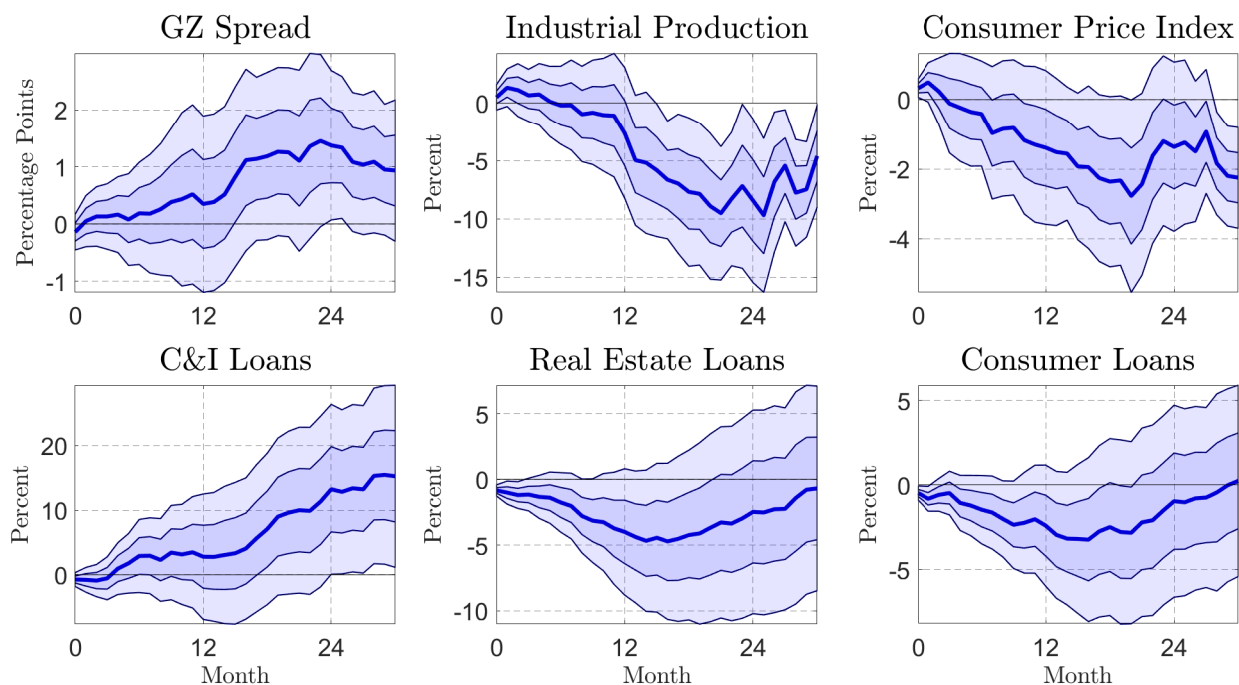 GZ Spread
Percentage Points
2
1
0
-1
0 12 24
Industrial Production
Percent
0
-5
-10
-15
0 12 24
Consumer Price Index
Percent
0
-2
-4
0 12 24
C&I Loans
Percent
20
10
0
0 12 24
Month
Real Estate Loans
Percent
5
0
-5
-10
0 12 24
Month
Consumer Loans
Percent
5
0
-5
0 12 24
Month